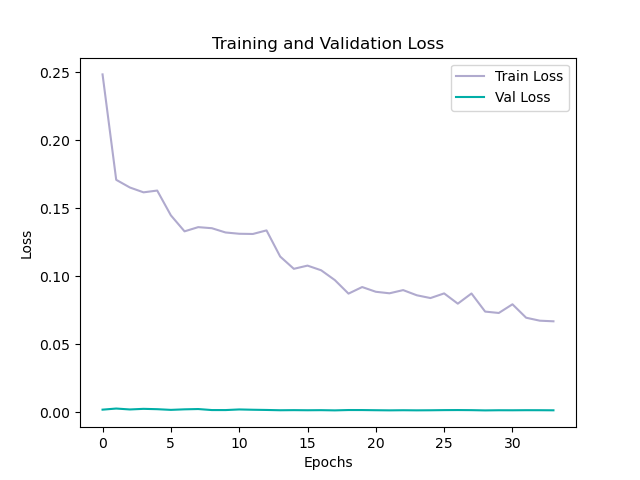 Training and Validation Loss
Train Loss
Val Loss
0.25
0.20
0.15
0.10
0.05
0.00
Loss
0 5 10 15 20 25 30
Epochs